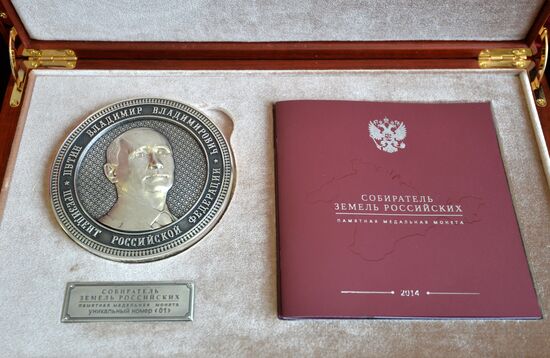 ПУТИН ВЛАДИМИР ВЛАДИМИРОВИЧ
ПРЕЗИДЕНТ РОССИЙСКОЙ ФЕДЕРАЦИИ
СОБИРАТЕЛЬ
ЗЕМЕЛЬ РОССИЙСКИХ
ПАМЯТНАЯ МЕДАЛЬНАЯ МОНЕТА
уникальный номер «01»
СОБИРАТЕЛЬ
ЗЕМЕЛЬ РОССИЙСКИХ
ПАМЯТНАЯ МЕДАЛЬНАЯ МОНЕТА
2014